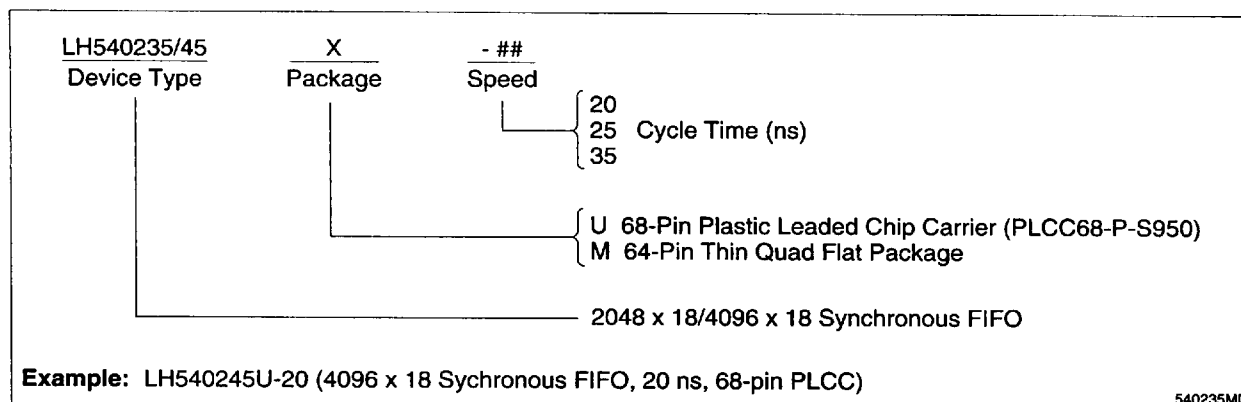 LH540235/45 X - ##
Device Type Package Speed
20
25 Cycle Time (ns)
35
U 68-Pin Plastic Leaded Chip Carrier (PLCC68-P-S950)
M 64-Pin Thin Quad Flat Package
2048 x 18/4096 x 18 Synchronous FIFO
Example: LH540245U-20 (4096 x 18 Sychronous FIFO, 20 ns, 68-pin PLCC)